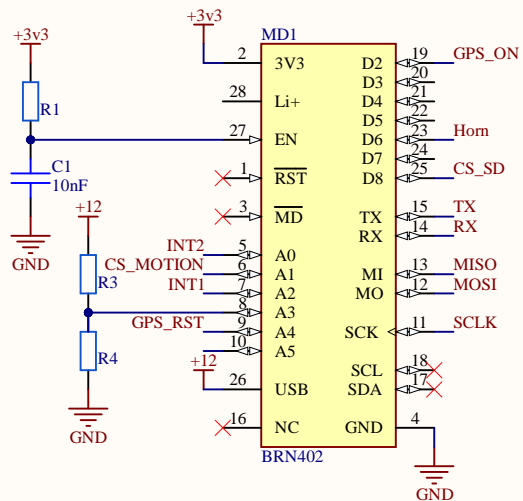 +3v3
MD1
+3v3
2 3V3 D2 19 GPS_ON
D3 20
28 Li+ D4 21
R1
D5 22
27 EN D6 23 Horn
D7 24
C1
10nF
1 RST D8 25 CS_SD
+12
3 MD TX 15 TX
RX 14 RX
GND
INT2 5 A0
CS_MOTION 6 A1 MI 13 MISO
INT1 7 A2 MO 12 MOSI
R3
8 A3
GPS_RST 9 A4 SCK 11 SCLK
10 A5
R4
+12
SCL 18
26 USB SDA 17
16 NC GND 4
GND
BRN402
GND